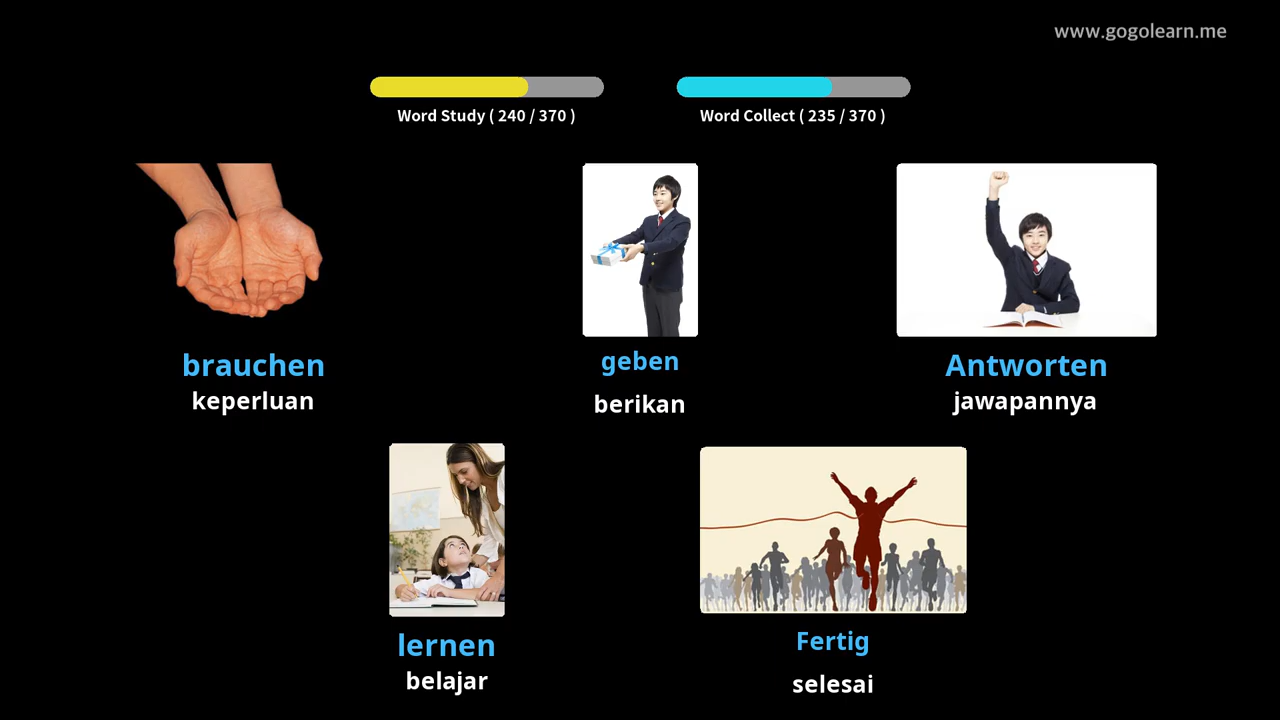 www.gogolearn.me
Word Study ( 240 / 370 )
Word Collect ( 235 / 370 )
brauchen
keperluan
geben
berikan
Antworten
jawapannya
lernen
belajar
Fertig
selesai